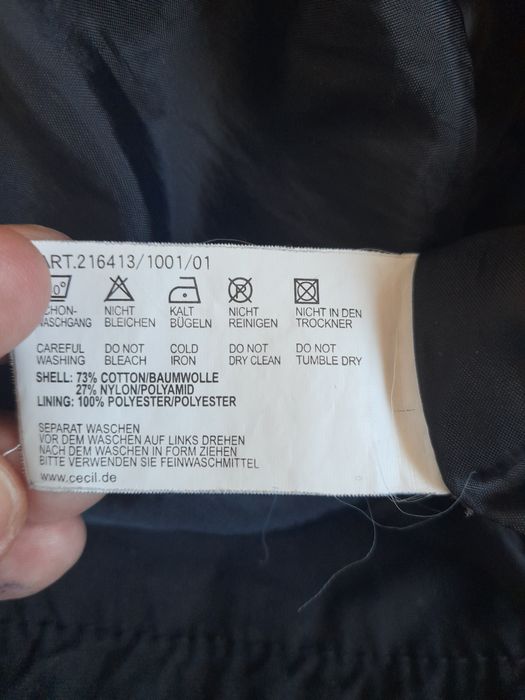 ART.216413/1001/01
NICHT BLEICHEN
KALT BÜGELN
NICHT REINIGEN
NICHT IN DEN TROCKNER
CAREFUL WASHING
DO NOT BLEACH
COLD IRON
DO NOT DRY CLEAN
DO NOT TUMBLE DRY
SHELL: 73% COTTON/BAUMWOLLE
27% NYLON/POLYAMID
LINING: 100% POLYESTER/POLYESTER
SEPARAT WASCHEN
VOR DEM WASCHEN AUF LINKS DREHEN
NACH DEM WASCHEN IN FORM ZIEHEN
BITTE VERWENDEN SIE FEINWASCHMITTEL
www.cecil.de